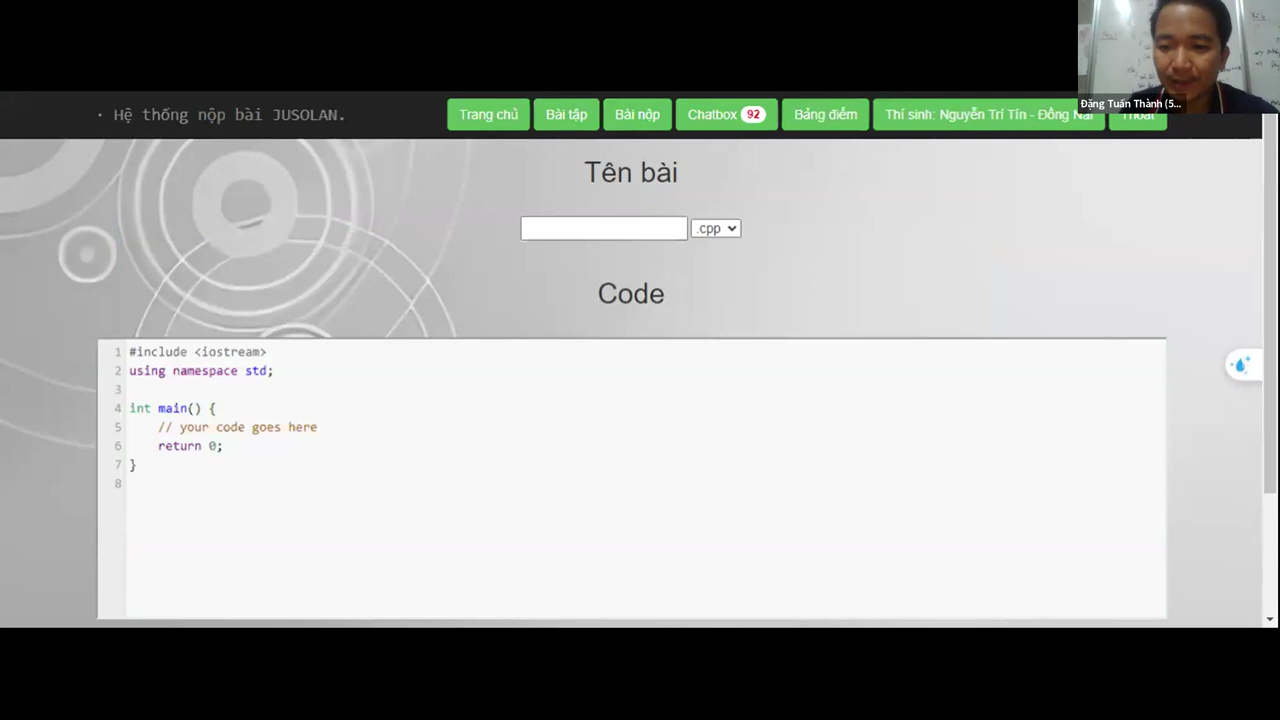 Đặng Tuấn Thành (5...
· Hệ thống nộp bài JUSOLAN.
Trang chủ
Bài tập
Bài nộp
Chatbox 92
Bảng điểm
Thí sinh: Nguyễn Trí Tín - Đồng Nai
Thoát
Tên bài
.cpp
Code
1 #include <iostream>
2 using namespace std;
3
4 int main() {
5 // your code goes here
6 return 0;
7 }
8